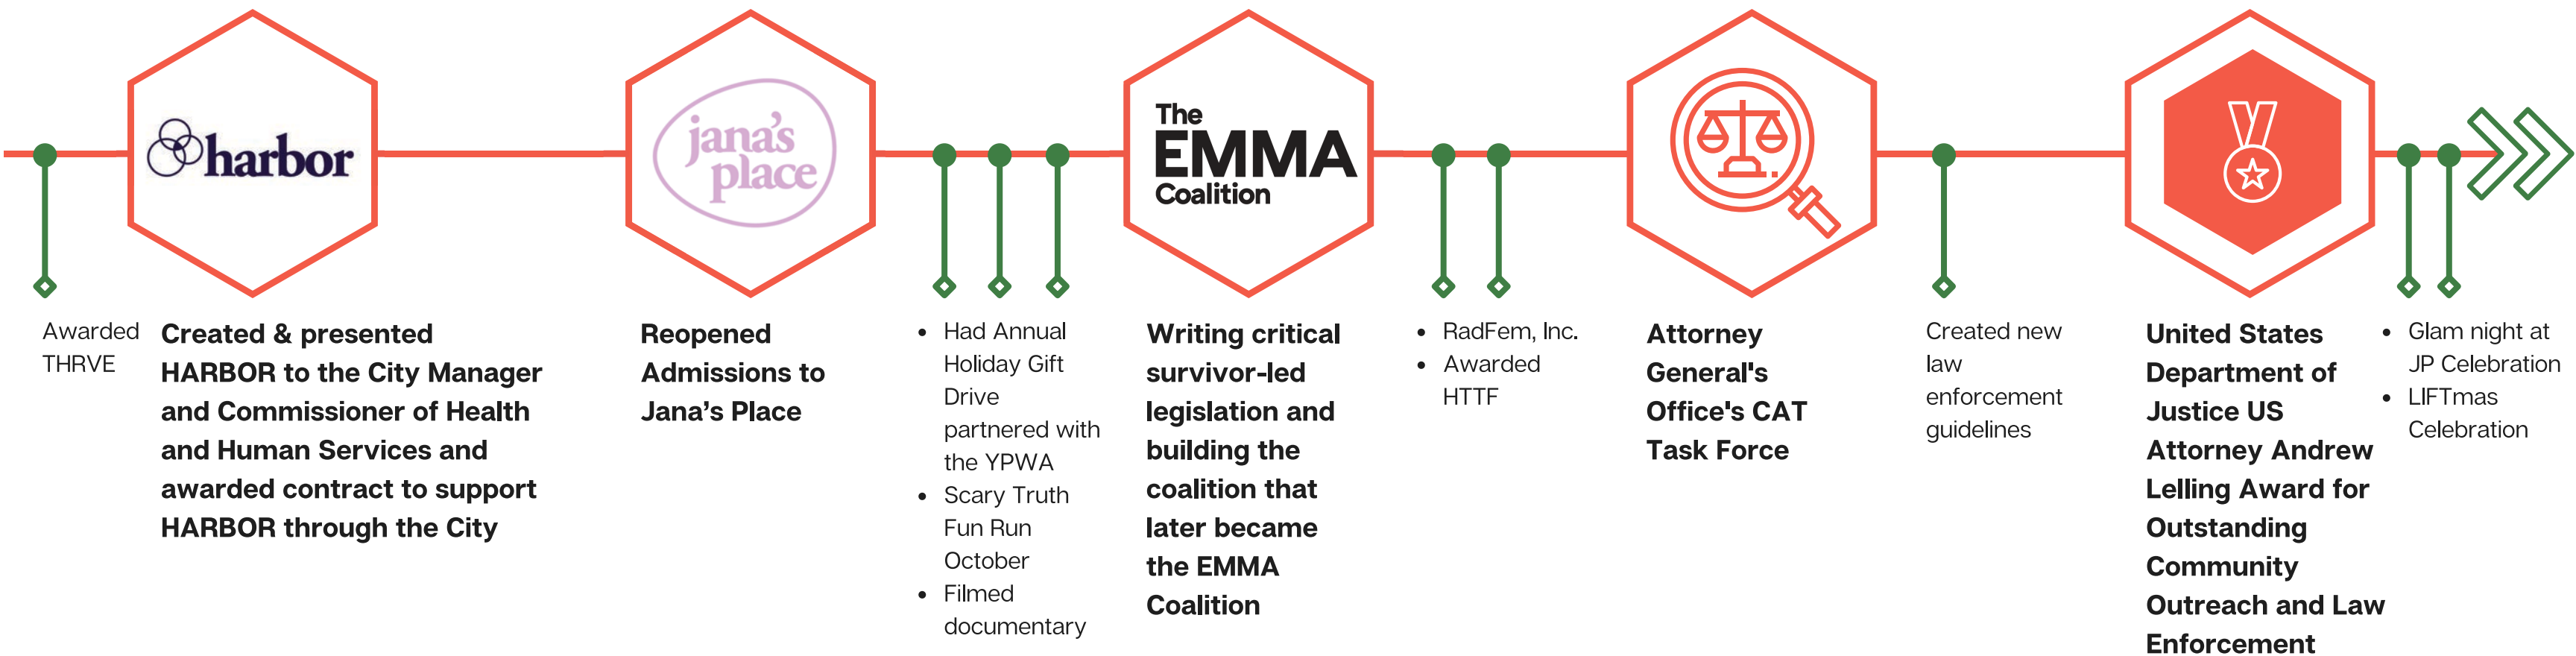 harbor
jana's
place
The
EMMA
Coalition
Awarded
THRVE
Created & presented
HARBOR to the City Manager
and Commissioner of Health
and Human Services and
awarded contract to support
HARBOR through the City
Reopened
Admissions to
Jana’s Place
• Had Annual
Holiday Gift
Drive
partnered with
the YPWA
• Scary Truth
Fun Run
October
• Filmed
documentary
Writing critical
survivor-led
legislation and
building the
coalition that
later became
the EMMA
Coalition
• RadFem, Inc.
• Awarded
HTTF
Attorney
General's
Office's CAT
Task Force
Created new
law
enforcement
guidelines
United States
Department of
Justice US
Attorney Andrew
Lelling Award for
Outstanding
Community
Outreach and Law
Enforcement
• Glam night at
JP Celebration
• LIFTmas
Celebration